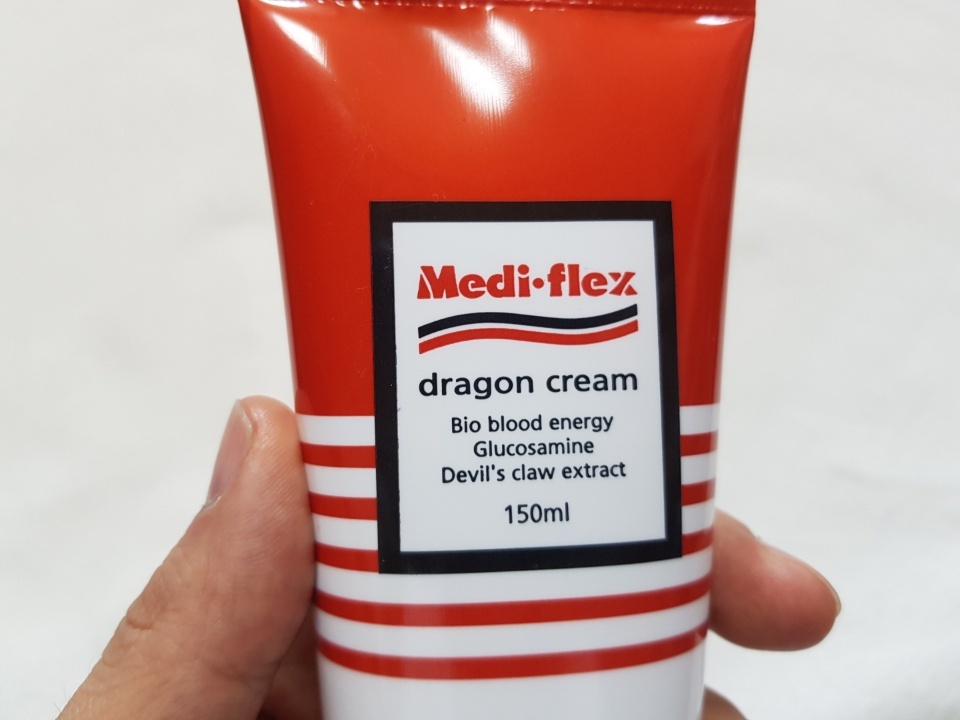 Medi·flex
dragon cream
Bio blood energy
Glucosamine
Devil's claw extract
150ml